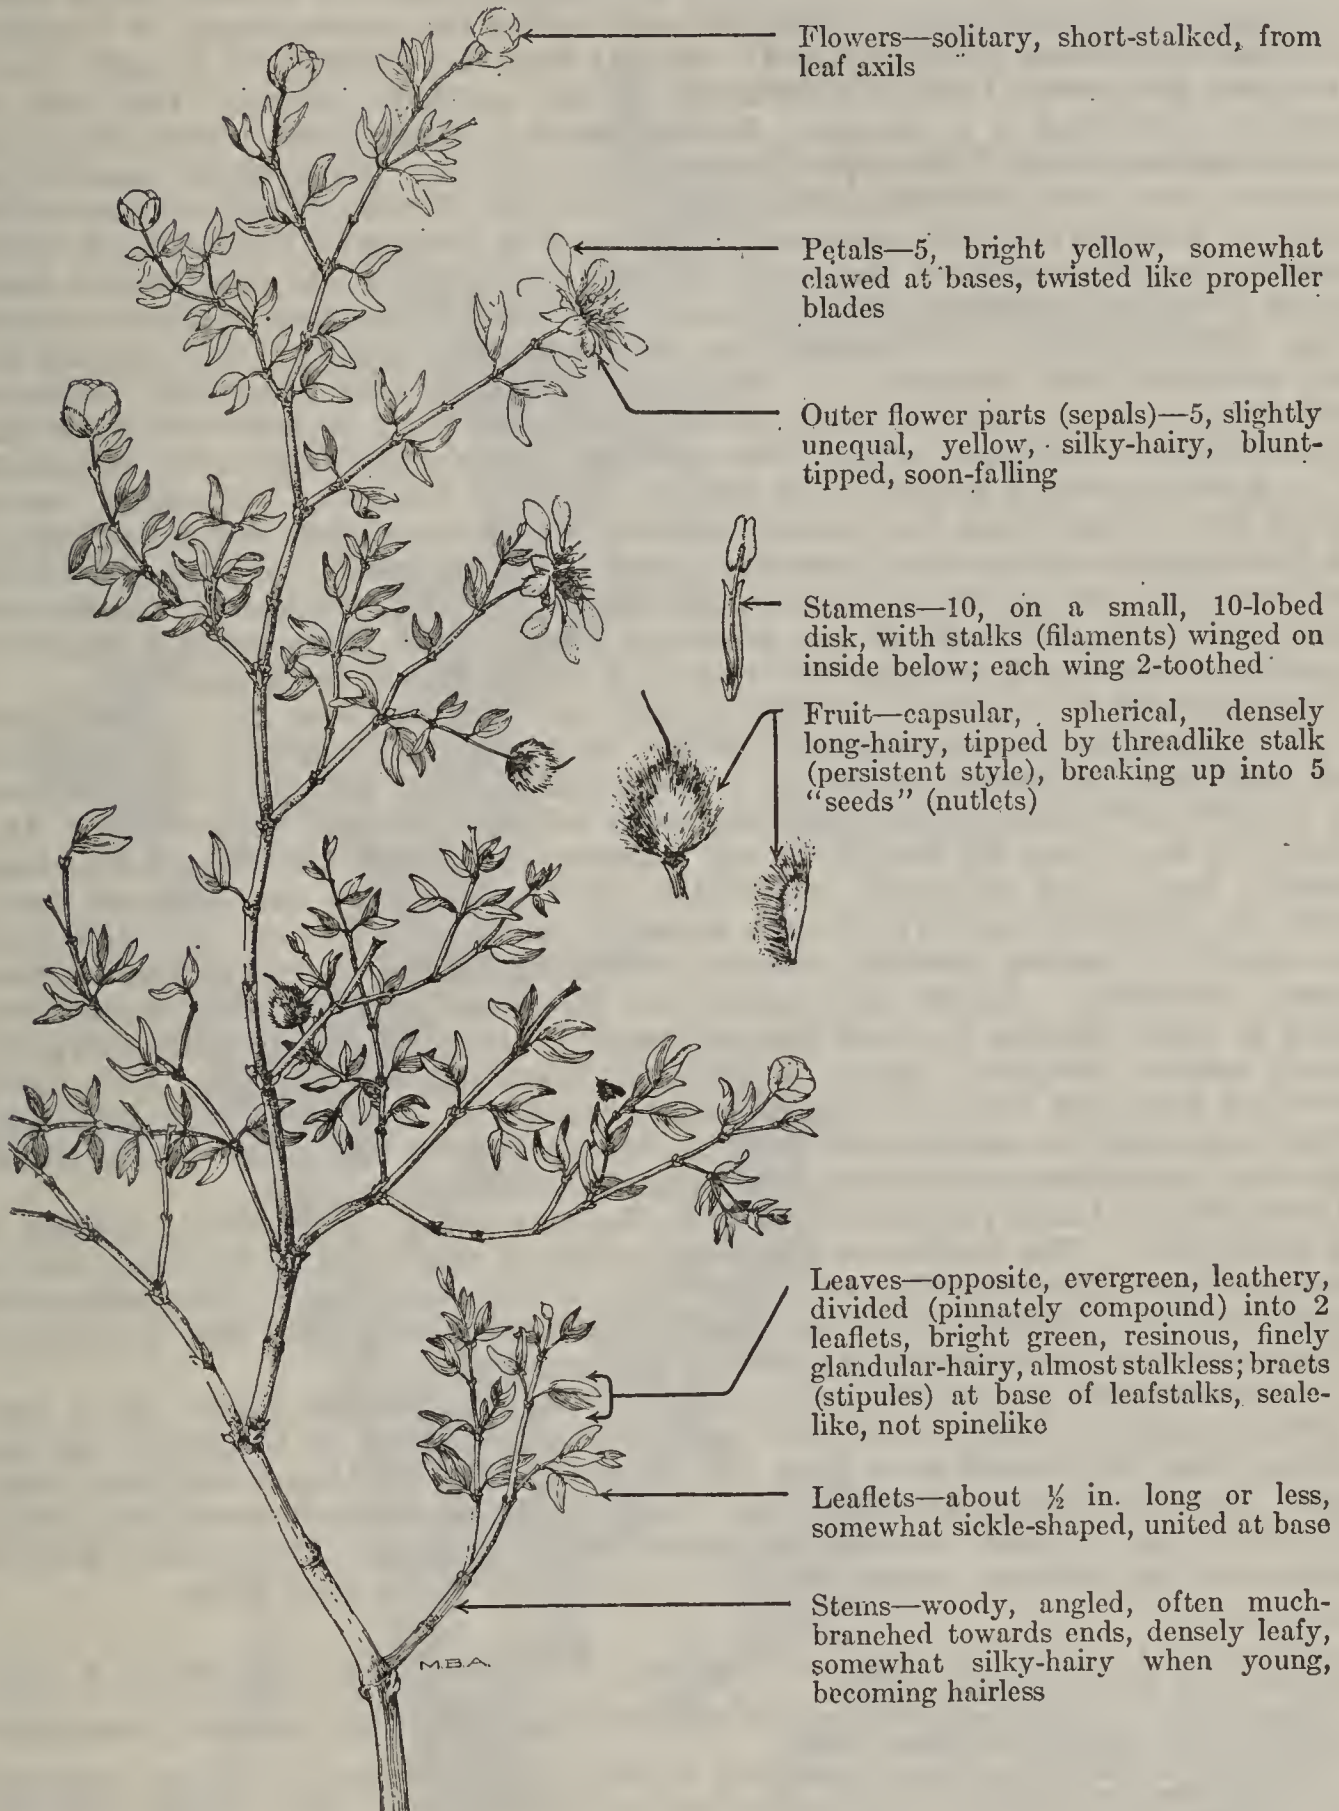 Flowers—solitary, short-stalked, from
leaf axils
Petals—5, bright yellow, somewhat
clawed at bases, twisted like propeller
blades
Outer flower parts (sepals)—5, slightly
unequal, yellow, silky-hairy, blunt-
tipped, soon-falling
Stamens—10, on a small, 10-lobed
disk, with stalks (filaments) winged on
inside below; each wing 2-toothed
Fruit—capsular, spherical, densely
long-hairy, tipped by threadlike stalk
(persistent style), breaking up into 5
“seeds” (nutlets)
Leaves—opposite, evergreen, leathery,
divided (pinnately compound) into 2
leaflets, bright green, resinous, finely
glandular-hairy, almost stalkless; bracts
(stipules) at base of leafstalks, scale-
like, not spinelike
Leaflets—about ½ in. long or less,
somewhat sickle-shaped, united at base
Stems—woody, angled, often much-
branched towards ends, densely leafy,
somewhat silky-hairy when young,
becoming hairless
M.B.A.